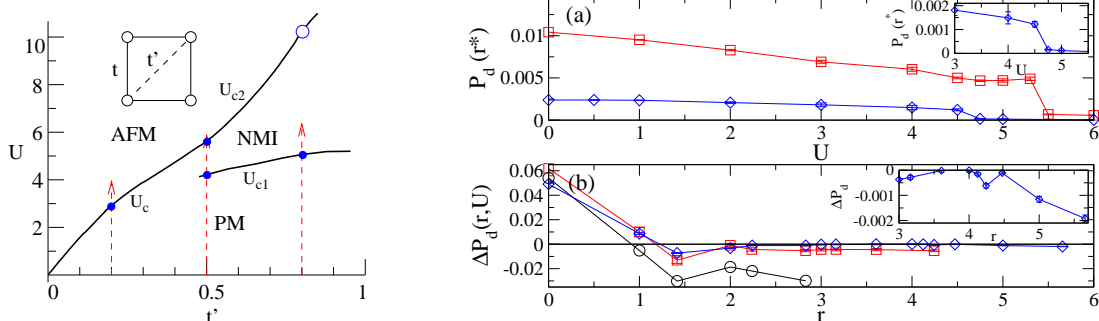 10
8
6
4
2
U
0
0.5
1
t'
t
t'
U_c2
AFM
NMI
U_c1
U_c
PM
(a)
P_d (r*)
0.01
0.005
0
0
1
2
3
4
5
6
U
P_d(r*)
0.002
0.001
0
3
4
5
U
(b)
ΔP_d(r,U)
0.06
0.04
0.02
0
-0.02
0
1
2
3
4
5
6
r
ΔP_d
0
-0.001
-0.002
3
4
5
r